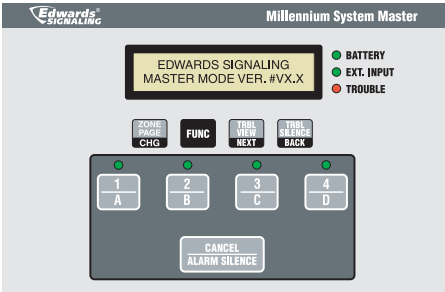 Edwards®
SIGNALING
Millennium System Master
EDWARDS SIGNALING
MASTER MODE VER. #VX.X
BATTERY
EXT. INPUT
TROUBLE
ZONE
PAGE
CHG
FUNC
TRBL
VIEW
NEXT
TRBL
SILENCE
BACK
1
A
2
B
3
C
4
D
CANCEL
ALARM SILENCE